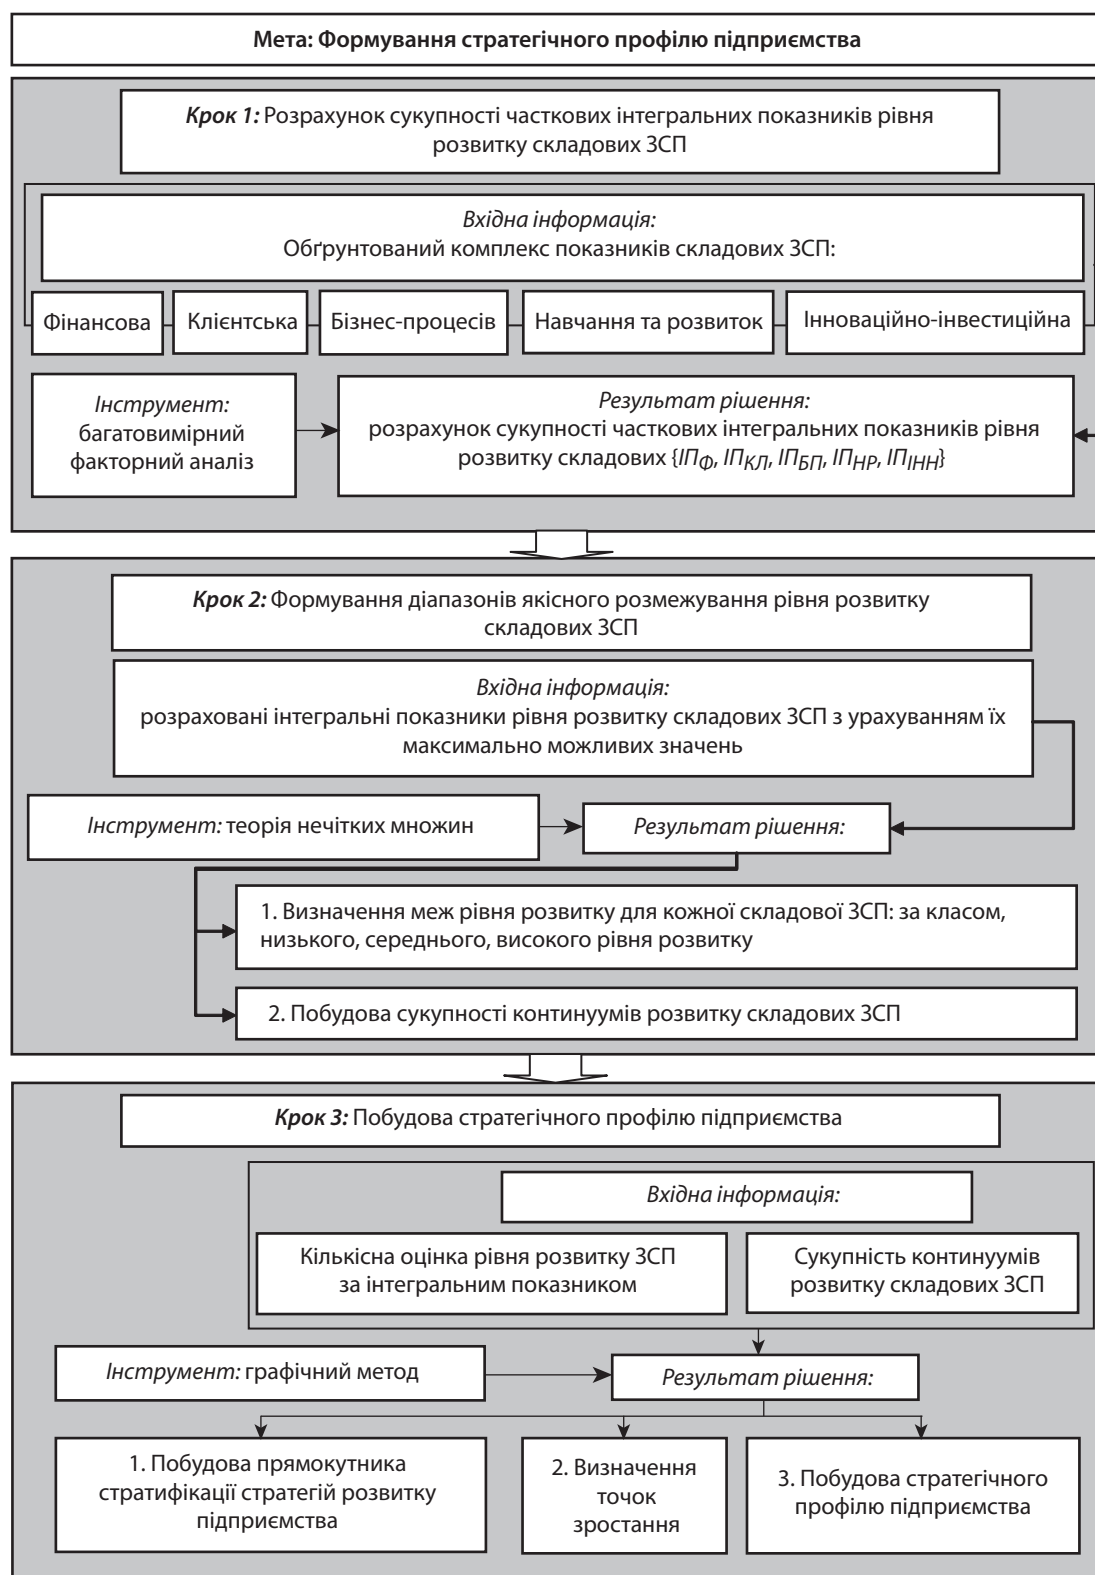 Мета: Формування стратегічного профілю підприємства
Крок 1: Розрахунок сукупності часткових інтегральних показників рівня
розвитку складових ЗСП
Вхідна інформація:
Обґрунтований комплекс показників складових ЗСП:
Фінансова
Клієнтська
Бізнес-процесів
Навчання та розвиток
Інноваційно-інвестиційна
Інструмент:
багатовимірний
факторний аналіз
Результат рішення:
розрахунок сукупності часткових інтегральних показників рівня
розвитку складових {ІП_Ф, ІП_КЛ, ІП_БП, ІП_НР, ІП_ІНН}
Крок 2: Формування діапазонів якісного розмежування рівня розвитку
складових ЗСП
Вхідна інформація:
розраховані інтегральні показники рівня розвитку складових ЗСП з урахуванням їх
максимально можливих значень
Інструмент: теорія нечітких множин
Результат рішення:
1. Визначення меж рівня розвитку для кожної складової ЗСП: за класом,
низького, середнього, високого рівня розвитку
2. Побудова сукупності континуумів розвитку складових ЗСП
Крок 3: Побудова стратегічного профілю підприємства
Вхідна інформація:
Кількісна оцінка рівня розвитку ЗСП
за інтегральним показником
Сукупність континуумів
розвитку складових ЗСП
Інструмент: графічний метод
Результат рішення:
1. Побудова прямокутника
стратифікації стратегій розвитку
підприємства
2. Визначення
точок
зростання
3. Побудова стратегічного
профілю підприємства